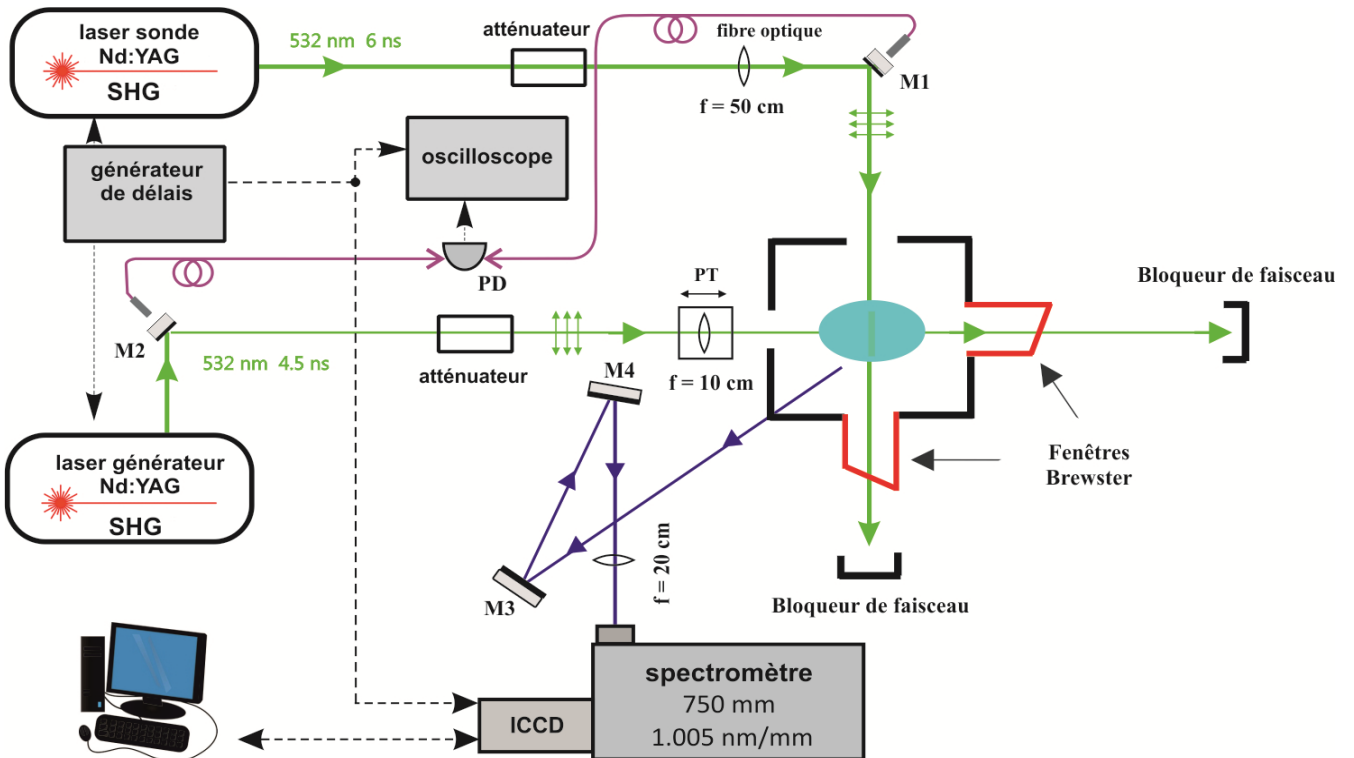 laser sonde
Nd:YAG
SHG
532 nm 6 ns
atténuateur
fibre optique
f = 50 cm
M1
générateur
de délais
oscilloscope
PD
M2
532 nm 4.5 ns
atténuateur
PT
f = 10 cm
Bloqueur de faisceau
laser générateur
Nd:YAG
SHG
M4
M3
f = 20 cm
Fenêtres
Brewster
Bloqueur de faisceau
spectromètre
750 mm
1.005 nm/mm
ICCD